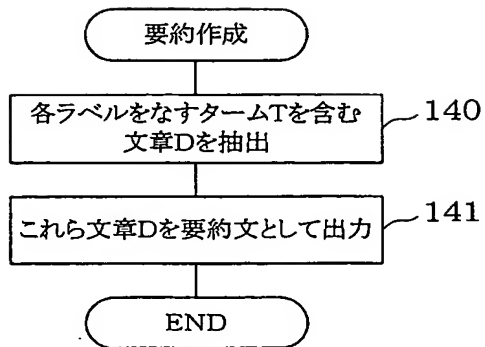 要約作成
各ラベルをなすタームTを含む
文章Dを抽出
140
これら文章Dを要約文として出力
141
END